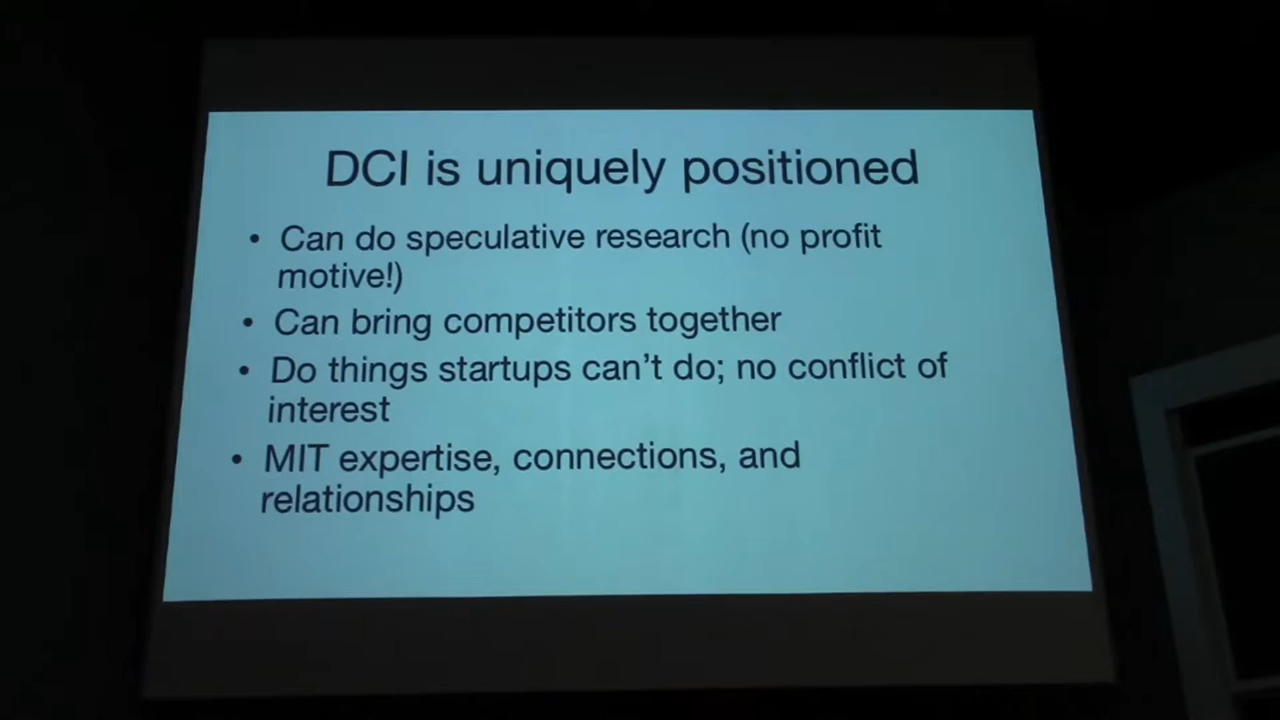 DCI is uniquely positioned
• Can do speculative research (no profit
motive!)
• Can bring competitors together
• Do things startups can't do; no conflict of
interest
• MIT expertise, connections, and
relationships